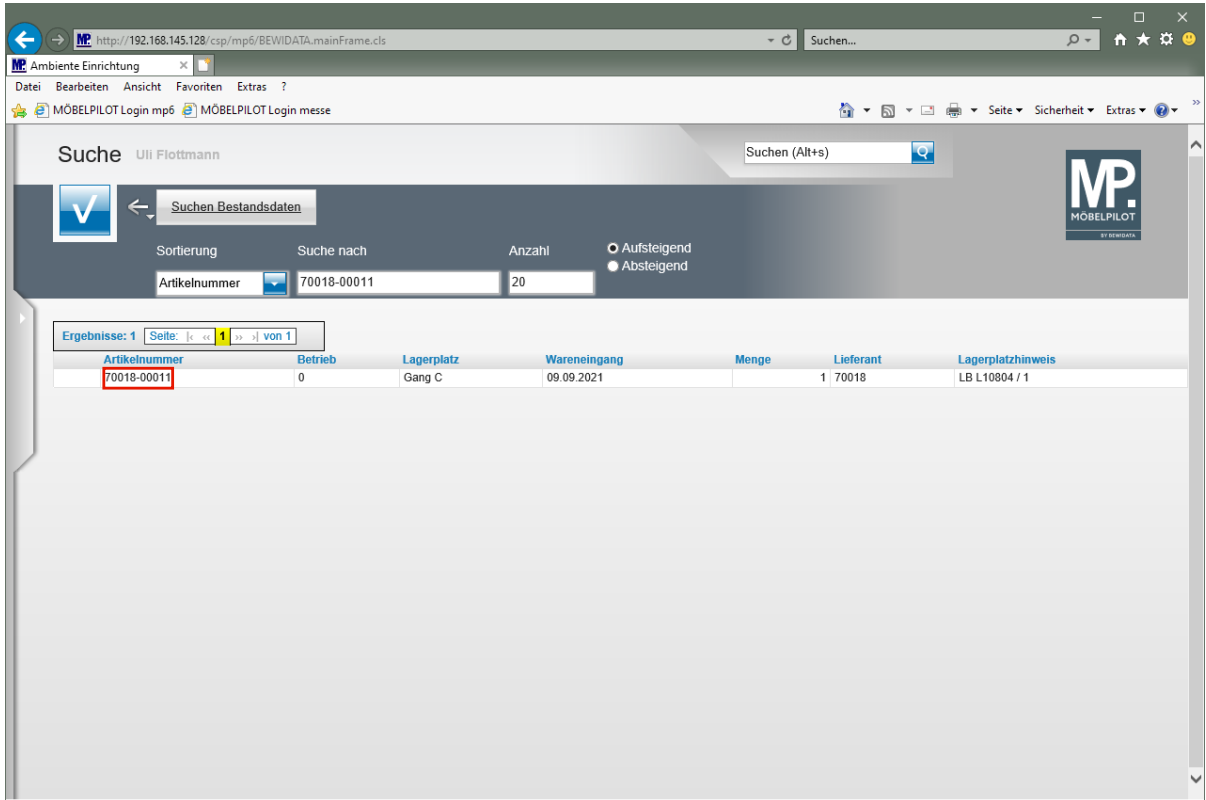 http://192.168.145.128/csp/mp6/BEWIDATA.mainFrame.cls Suchen...
MP. Ambiente Einrichtung
Datei Bearbeiten Ansicht Favoriten Extras ?
MÖBELPILOT Login mp6 MÖBELPILOT Login messe Seite Sicherheit Extras
Suche Uli Flottmann Suchen (Alt+s)
MP.
MÖBELPILOT
BY BEWIDATA
Suchen Bestandsdaten
Sortierung Suche nach Anzahl Aufsteigend
Absteigend
Artikelnummer 70018-00011 20
Ergebnisse: 1 Seite: |‹ ‹‹ 1 ›› ›| von 1
Artikelnummer Betrieb Lagerplatz Wareneingang Menge Lieferant Lagerplatzhinweis
70018-00011 0 Gang C 09.09.2021 1 70018 LB L10804 / 1